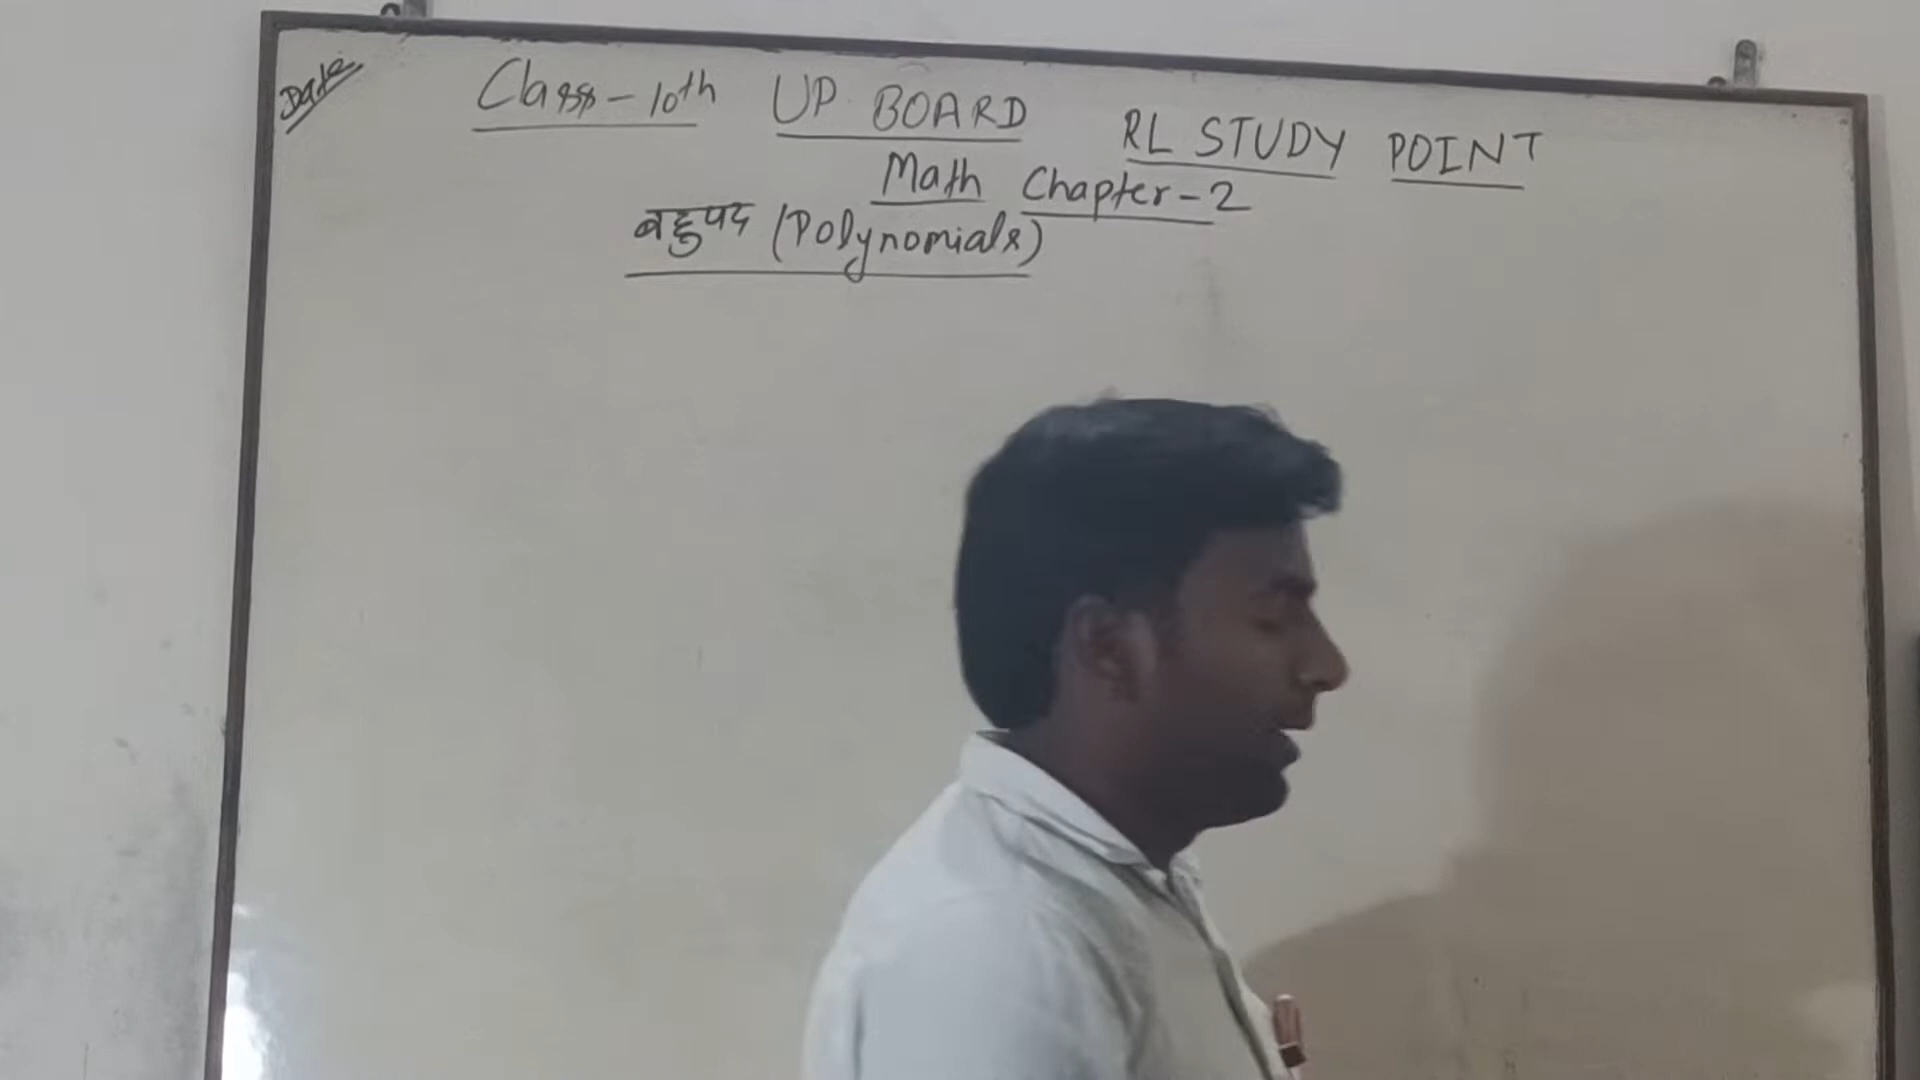 Date
Class-10th UP BOARD RL STUDY POINT
Math Chapter-2
बहुपद (Polynomials)